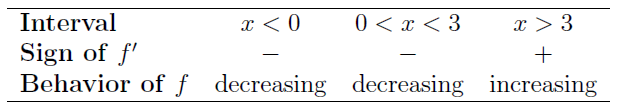 Interval x < 0 0 < x < 3 x > 3
Sign of f′ − − +
Behavior of f decreasing decreasing increasing